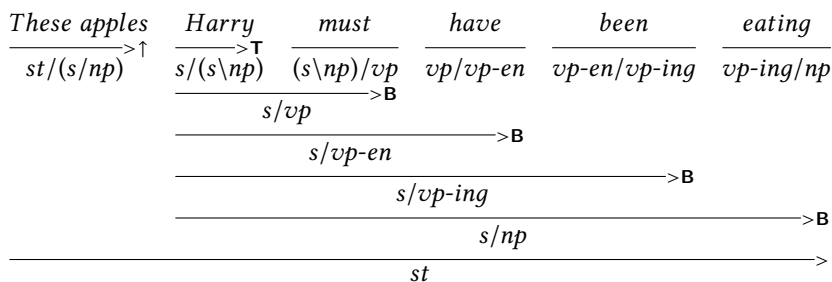 These apples Harry must have been eating
>↑ >T
st/(s/np) s/(s\np) (s\np)/vp vp/vp-en vp-en/vp-ing vp-ing/np
>B
s/vp
>B
s/vp-en
>B
s/vp-ing
>B
s/np
>
st